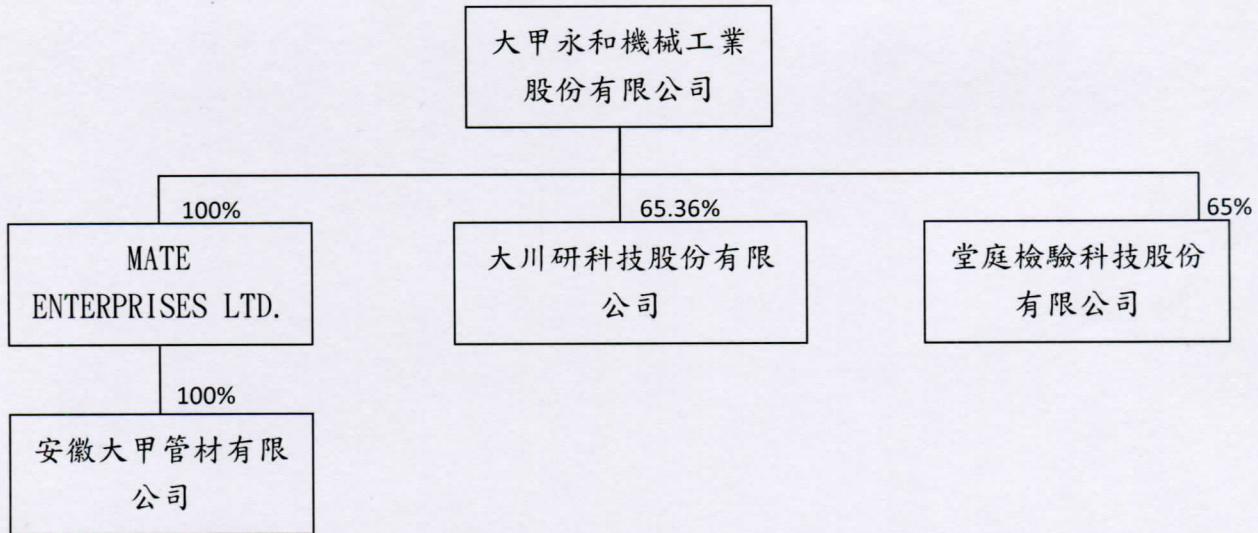 大甲永和機械工業
股份有限公司
100%
65.36%
65%
MATE
ENTERPRISES LTD.
大川研科技股份有限
公司
堂庭檢驗科技股份
有限公司
100%
安徽大甲管材有限
公司